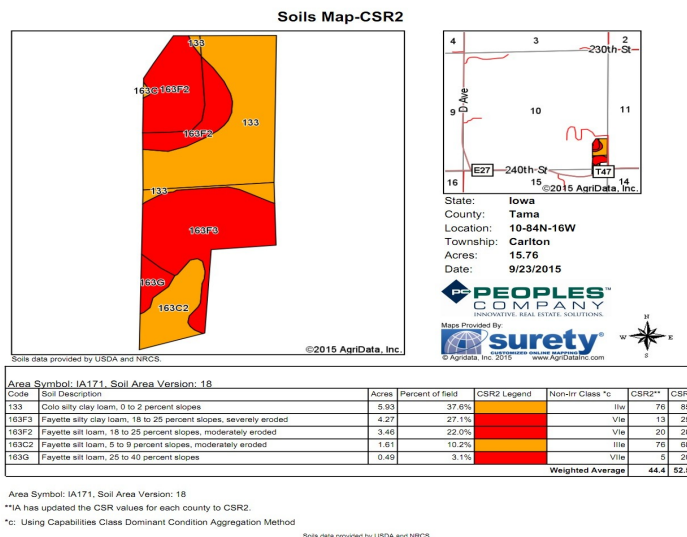 Soils Map-CSR2
133
163G 163F2
163F2
133
133
163F3
163G
163C2
©2015 AgriData, Inc.
Soils data provided by USDA and NRCS.
4 3 2
230th-St
D Ave
9 10 11
E27 240th-St T47
16 15 14
©2015 AgriData, Inc.
State: Iowa
County: Tama
Location: 10-84N-16W
Township: Carlton
Acres: 15.76
Date: 9/23/2015
PC PEOPLES™
COMPANY
INNOVATIVE. REAL ESTATE. SOLUTIONS.
Maps Provided By:
surety®
CUSTOMIZED ONLINE MAPPING
© AgriData, Inc. 2015 www.AgriDataInc.com
N
W E
S
Area Symbol: IA171, Soil Area Version: 18
Code Soil Description Acres Percent of field CSR2 Legend Non-Irr Class *c CSR2** CSR
133 Colo silty clay loam, 0 to 2 percent slopes 5.93 37.6% IIw 76
163F3 Fayette silty clay loam, 18 to 25 percent slopes, severely eroded 4.27 27.1% VIe 13
163F2 Fayette silt loam, 18 to 25 percent slopes, moderately eroded 3.46 22.0% VIe 20
163C2 Fayette silt loam, 5 to 9 percent slopes, moderately eroded 1.61 10.2% IIIe 76
163G Fayette silt loam, 25 to 40 percent slopes 0.49 3.1% VIIe 5
Weighted Average 44.4
Area Symbol: IA171, Soil Area Version: 18
**IA has updated the CSR values for each county to CSR2.
*c: Using Capabilities Class Dominant Condition Aggregation Method
Soils data provided by USDA and NRCS.